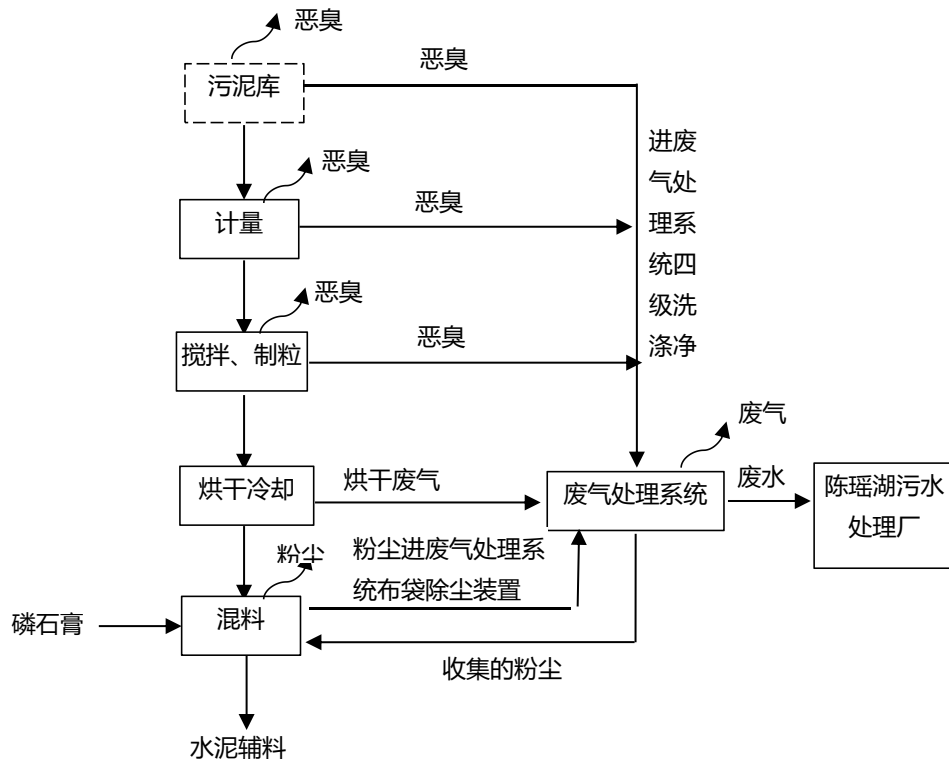 恶臭
恶臭
污泥库
进废
气处
理系
统四
级洗
涤净
恶臭
恶臭
计量
恶臭
恶臭
搅拌、制粒
废气
烘干冷却
烘干废气
废气处理系统
废水
陈瑶湖污水
处理厂
粉尘
粉尘进废气处理系
统布袋除尘装置
磷石膏
混料
收集的粉尘
水泥辅料